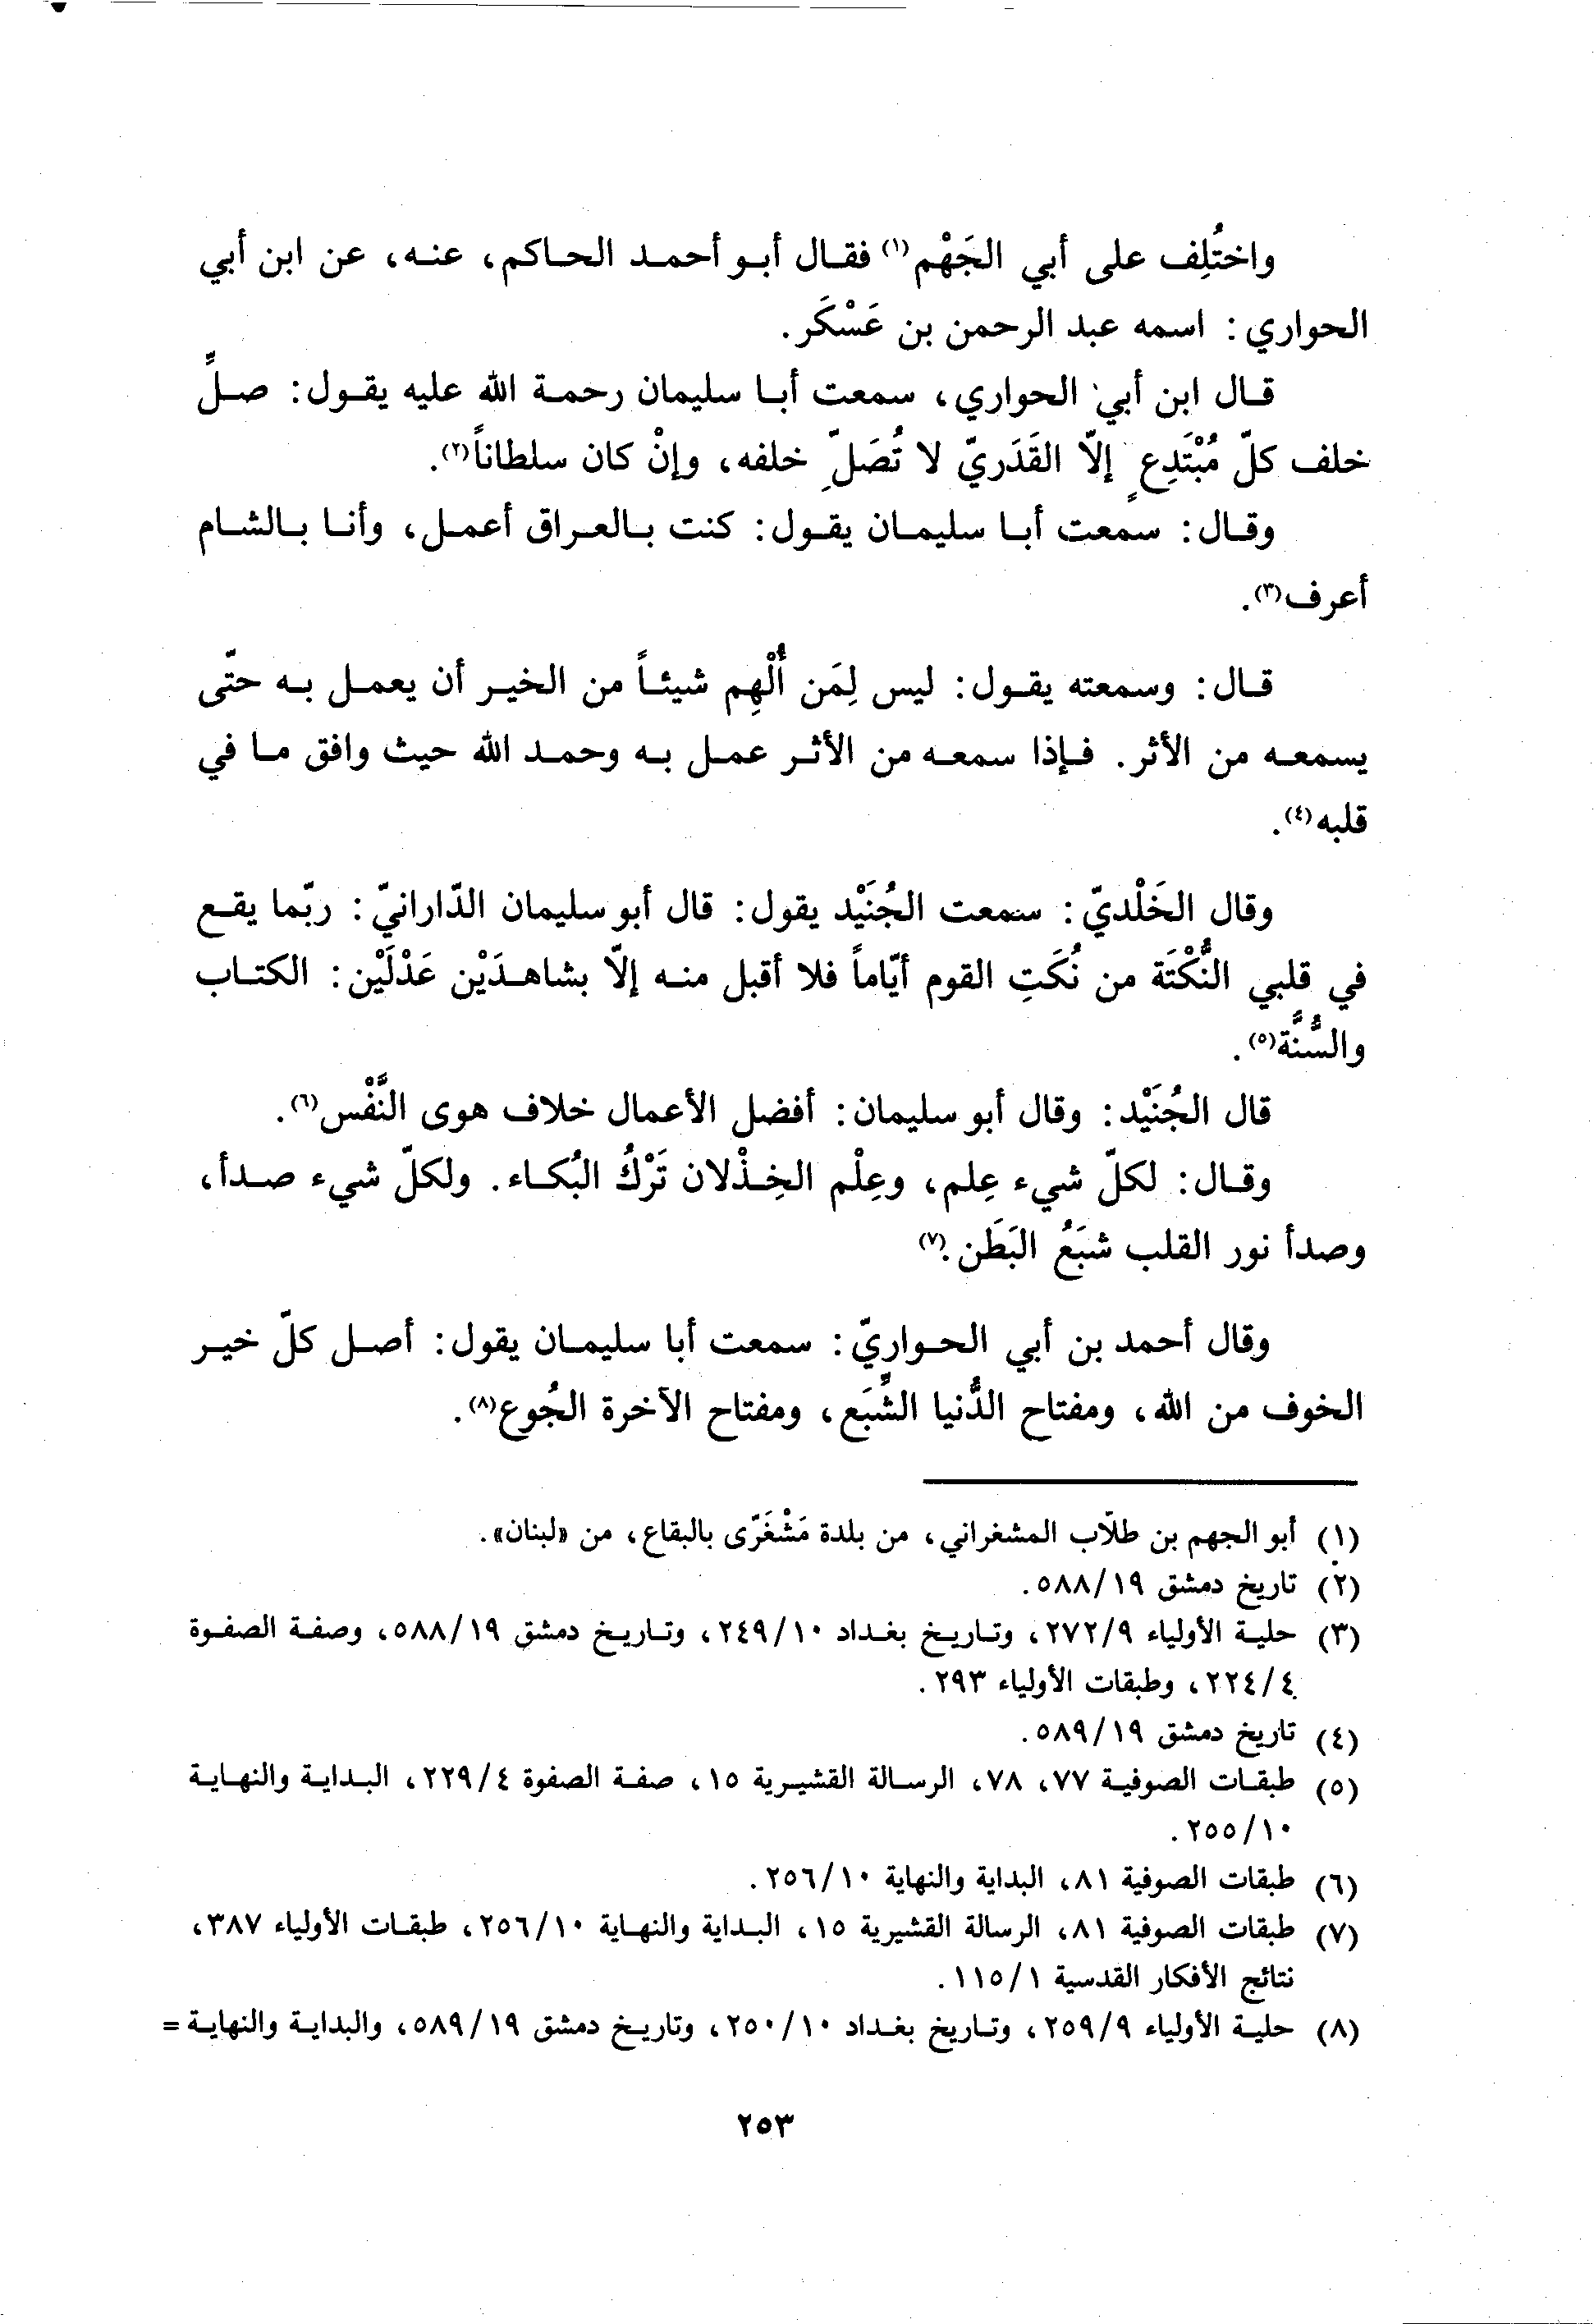 واختُلِف على أبي الجَهْم(١) فقال أبو أحمد الحاكم، عنه، عن ابن أبي
الحواري: اسمه عبد الرحمن بن عَسْكَر.
قال ابن أبي الحواري، سمعت أبا سليمان رحمة الله عليه يقول: صلِّ
خلف كلّ مُبْتَدِعٍ إلّا القَدَريّ لا تُصَلِّ خلفه، وإنْ كان سلطاناً(٢).
وقال: سمعت أبا سليمان يقول: كنت بالعراق أعمل، وأنا بالشام
أعرف(٣).
قال: وسمعته يقول: ليس لِمَن أُلْهِم شيئاً من الخير أن يعمل به حتّى
يسمعه من الأثر. فإذا سمعه من الأثر عمل به وحمد الله حيث وافق ما في
قلبه(٤).
وقال الخَلْديّ: سمعت الجُنَيْد يقول: قال أبو سليمان الدّارانيّ: ربّما يقع
في قلبي النُّكْتَة من نُكَتِ القوم أيّاماً فلا أقبل منه إلّا بشاهدَيْن عَدْلَيْن: الكتاب
والسُّنَّة(٥).
قال الجُنَيْد: وقال أبو سليمان: أفضل الأعمال خلاف هوى النَّفْس(٦).
وقال: لكلّ شيء عِلم، وعِلْم الخِذْلان تَرْكُ البُكاء. ولكلّ شيء صدأ،
وصدأ نور القلب شبَعُ البَطَن.(٧)
وقال أحمد بن أبي الحواريّ: سمعت أبا سليمان يقول: أصل كلّ خير
الخوف من الله، ومفتاح الدُّنيا الشِّبَع، ومفتاح الآخرة الجُوع(٨).
(١) أبو الجهم بن طلّاب المشغراني، من بلدة مَشْغَرّى بالبقاع، من «لبنان».
(٢) تاريخ دمشق ٥٨٨/١٩.
(٣) حلية الأولياء ٢٧٢/٩، وتاريخ بغداد ٢٤٩/١٠، وتاريخ دمشق ٥٨٨/١٩، وصفة الصفوة
٢٢٤/٤، وطبقات الأولياء ٢٩٣.
(٤) تاريخ دمشق ٥٨٩/١٩.
(٥) طبقات الصوفية ٧٧، ٧٨، الرسالة القشيرية ١٥، صفة الصفوة ٢٢٩/٤، البداية والنهاية
٢٥٥/١٠.
(٦) طبقات الصوفية ٨١، البداية والنهاية ٢٥٦/١٠.
(٧) طبقات الصوفية ٨١، الرسالة القشيرية ١٥، البداية والنهاية ٢٥٦/١٠، طبقات الأولياء ٣٨٧،
نتائج الأفكار القدسية ١١٥/١.
(٨) حلية الأولياء ٢٥٩/٩، وتاريخ بغداد ٢٥٠/١٠، وتاريخ دمشق ٥٨٩/١٩، والبداية والنهاية =
٢٥٣